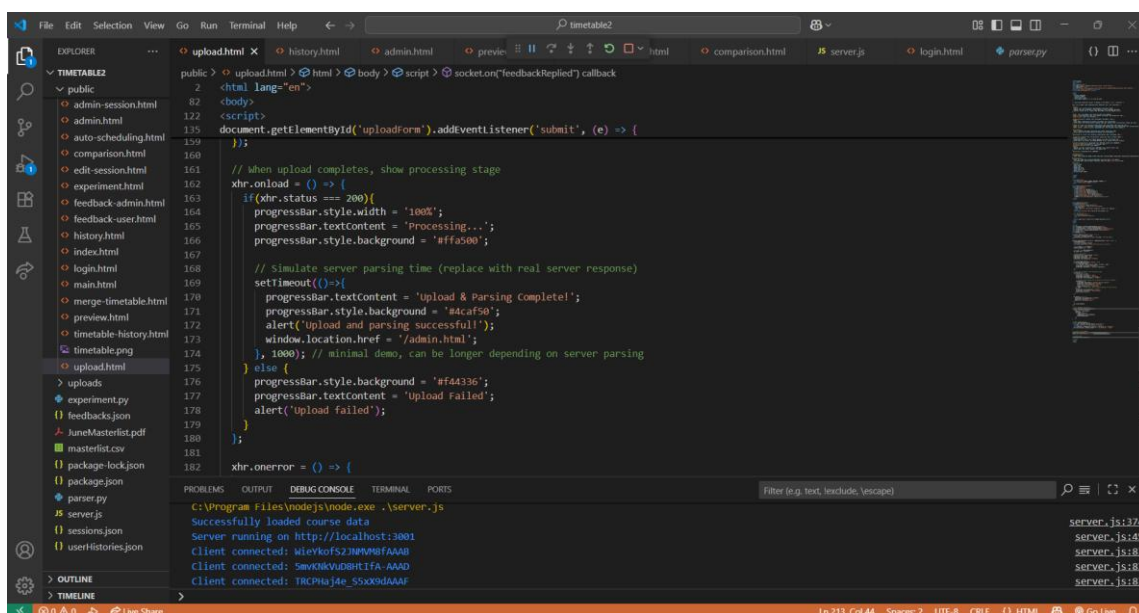 File Edit Selection View Go Run Terminal Help timetable2
EXPLORER
upload.html history.html admin.html html comparison.html server.js login.html parser.py
TIMETABLE2
public
admin-session.html
admin.html
auto-scheduling.html
comparison.html
edit-session.html
experiment.html
feedback-admin.html
feedback-user.html
history.html
index.html
login.html
main.html
merge-timetable.html
preview.html
timetable-history.html
timetable.png
upload.html
uploads
experiment.py
feedbacks.json
JuneMasterlist.pdf
masterlist.csv
package-lock.json
package.json
parser.py
server.js
sessions.json
userHistories.json
OUTLINE
TIMELINE
public > upload.html > html > body > script > socket.on("feedbackReplied") callback
2 <html lang="en">
82 <body>
122 <script>
135 document.getElementById('uploadForm').addEventListener('submit', (e) => {
159 });
160
161 // When upload completes, show processing stage
162 xhr.onload = () => {
163 if(xhr.status === 200){
164 progressBar.style.width = '100%';
165 progressBar.textContent = 'Processing...';
166 progressBar.style.background = '#ffa500';
167
168 // Simulate server parsing time (replace with real server response)
169 setTimeout(()=>{
170 progressBar.textContent = 'Upload & Parsing Complete!';
171 progressBar.style.background = '#4caf50';
172 alert('Upload and parsing successful!');
173 window.location.href = '/admin.html';
174 }, 1000); // minimal demo, can be longer depending on server parsing
175 } else {
176 progressBar.style.background = '#f44336';
177 progressBar.textContent = 'Upload Failed';
178 alert('Upload failed');
179 }
180 };
181
182 xhr.onerror = () => {
PROBLEMS OUTPUT DEBUG CONSOLE TERMINAL PORTS Filter (e.g. text, !exclude, \escape)
C:\Program Files\nodejs\node.exe .\server.js
Successfully loaded course data
Server running on http://localhost:3001
Client connected:
Client connected:
Client connected:
Ln 213, Col 44 Spaces: 2 UTF-8 CRLF {} HTML Go Live
Live Share